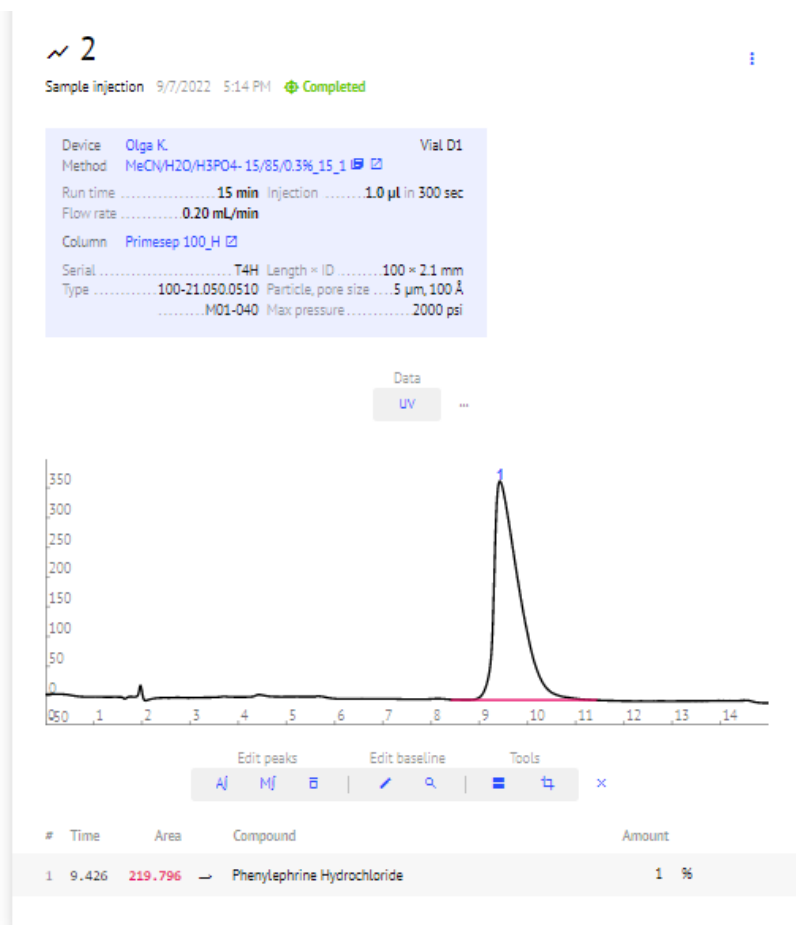 2
Sample injection 9/7/2022 5:14 PM Completed
Device Olga K. Vial D1
Method MeCN/H2O/H3PO4- 15/85/0.3%_15_1
Run time ................. 15 min Injection ........ 1.0 µl in 300 sec
Flow rate ............ 0.20 mL/min
Column Primesep 100_H
Serial ........................ T4H Length × ID ......... 100 × 2.1 mm
Type ............ 100-21.050.0510 Particle, pore size .... 5 µm, 100 Å
......... M01-040 Max pressure ............ 2000 psi
Data
UV ...
1
350
300
250
200
150
100
50
0
-50
0 1 2 3 4 5 6 7 8 9 10 11 12 13 14
Edit peaks Edit baseline Tools
A∫ M∫
# Time Area Compound Amount
1 9.426 219.796 Phenylephrine Hydrochloride 1 %